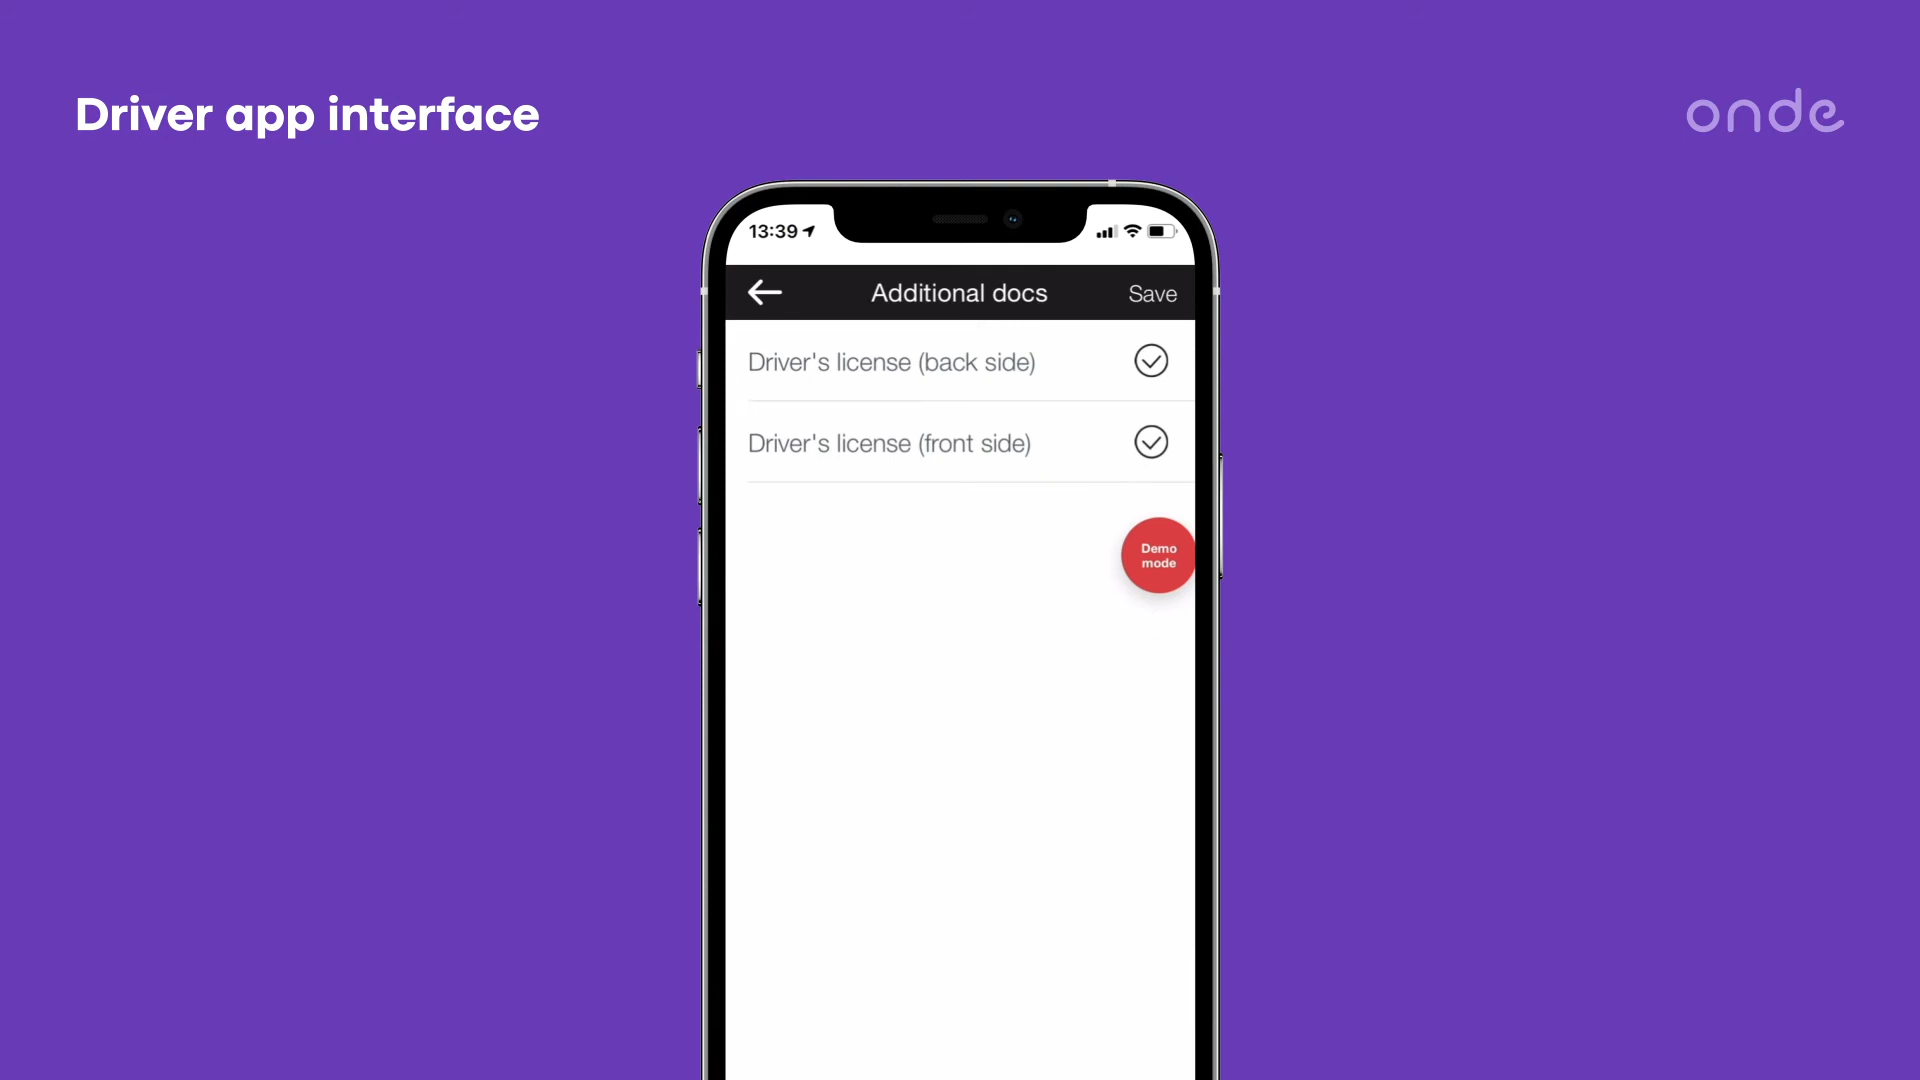 Driver app interface
onde
13:39
Additional docs
Save
Driver's license (back side)
Driver's license (front side)
Demo
mode